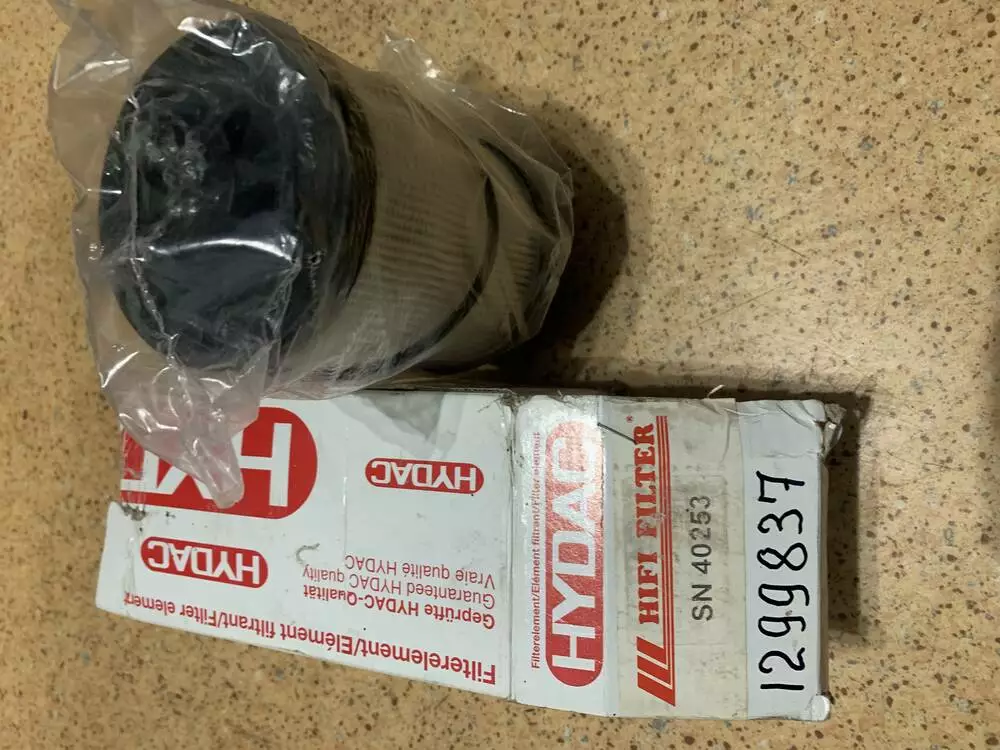 HYDAC
HYDAC
Geprüfte HYDAC-Qualität
Guaranteed HYDAC quality
Vraie qualité HYDAC
Filterelement/Elément filtrant/Filter element
Filterelement/Elément filtrant/Filter element
HYDAC
HIFI FILTER®
SN 40253
1299837